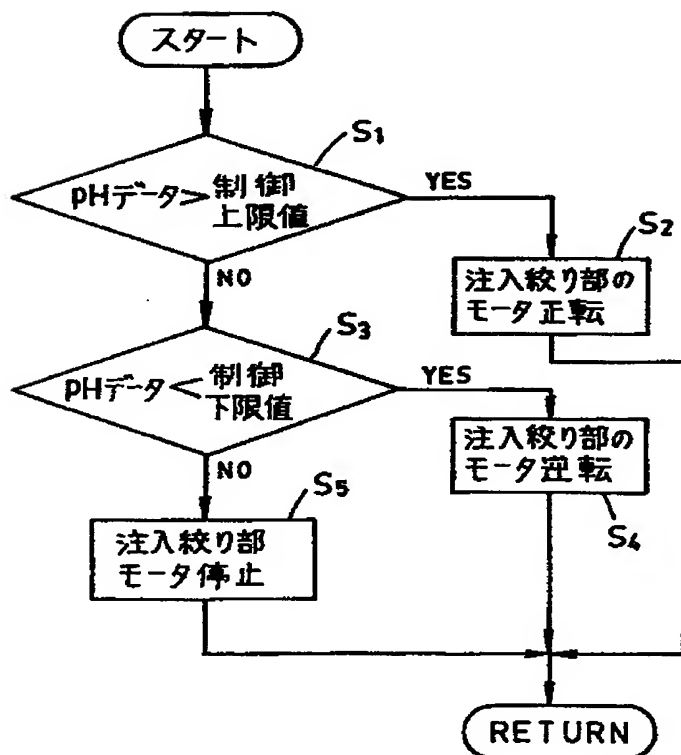 スタート
S1
pHデータ>制御
上限値
YES
S2
注入絞り部の
モータ正転
NO
S3
pHデータ<制御
下限値
YES
注入絞り部の
モータ逆転
S4
NO
S5
注入絞り部
モータ停止
RETURN